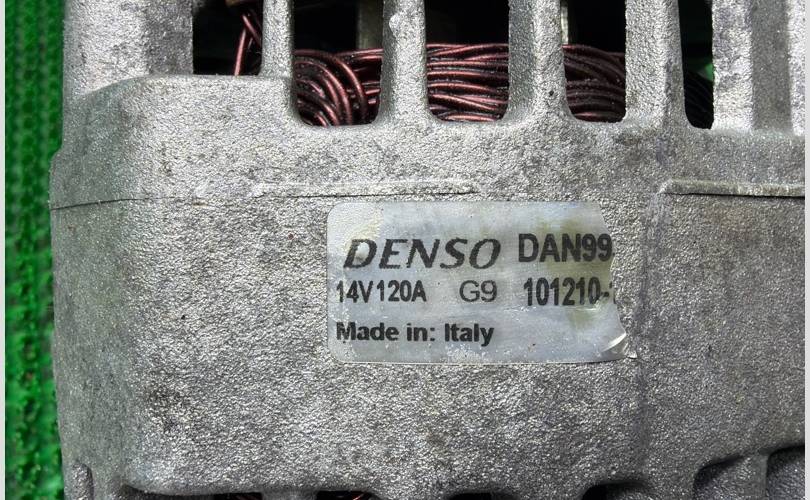 DENSO DAN99
14V120A G9 101210-
Made in: Italy